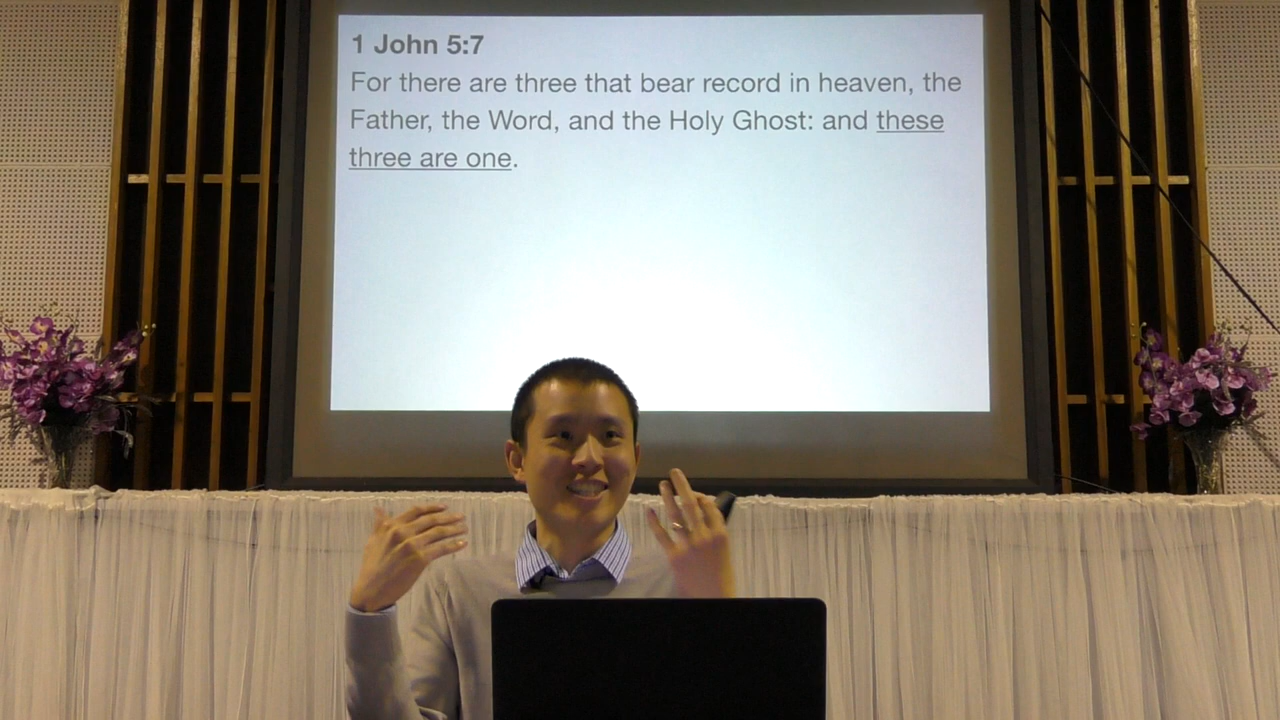 1 John 5:7
For there are three that bear record in heaven, the
Father, the Word, and the Holy Ghost: and these
three are one.